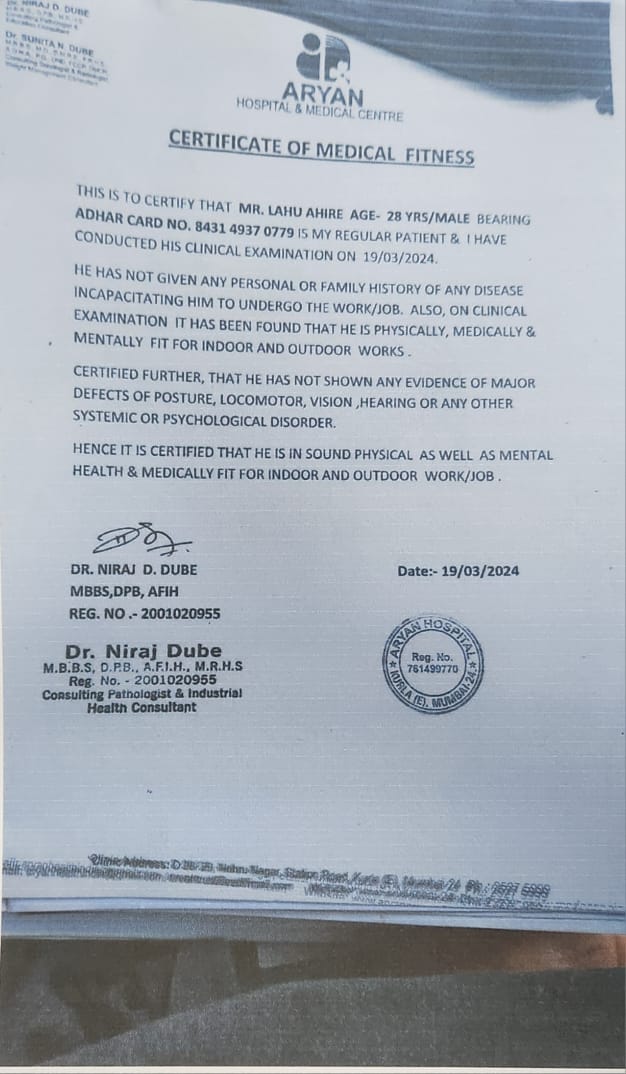 Dr. NIRAJ D. DUBE
Consulting Pathologist &
Dr. SUNITA N. DUBE
ARYAN
HOSPITAL & MEDICAL CENTRE
CERTIFICATE OF MEDICAL FITNESS
THIS IS TO CERTIFY THAT MR. LAHU AHIRE AGE- 28 YRS/MALE BEARING
ADHAR CARD NO. 8431 4937 0779 IS MY REGULAR PATIENT & I HAVE
CONDUCTED HIS CLINICAL EXAMINATION ON 19/03/2024.
HE HAS NOT GIVEN ANY PERSONAL OR FAMILY HISTORY OF ANY DISEASE
INCAPACITATING HIM TO UNDERGO THE WORK/JOB. ALSO, ON CLINICAL
EXAMINATION IT HAS BEEN FOUND THAT HE IS PHYSICALLY, MEDICALLY &
MENTALLY FIT FOR INDOOR AND OUTDOOR WORKS .
CERTIFIED FURTHER, THAT HE HAS NOT SHOWN ANY EVIDENCE OF MAJOR
DEFECTS OF POSTURE, LOCOMOTOR, VISION ,HEARING OR ANY OTHER
SYSTEMIC OR PSYCHOLOGICAL DISORDER.
HENCE IT IS CERTIFIED THAT HE IS IN SOUND PHYSICAL AS WELL AS MENTAL
HEALTH & MEDICALLY FIT FOR INDOOR AND OUTDOOR WORK/JOB .
DR. NIRAJ D. DUBE
MBBS,DPB, AFIH
REG. NO .- 2001020955
Date:- 19/03/2024
Dr. Niraj Dube
M.B.B.S, D.P.B., A.F.I.H., M.R.H.S
Reg. No. - 2001020955
Consulting Pathologist & Industrial
Health Consultant
ARYAN HOSPITAL
Reg. No.
761499770
KURLA (E), MUMBAI-24.
Clinic Address: Nehru Nagar, Station Road, Kurla (E), Mumbai-24